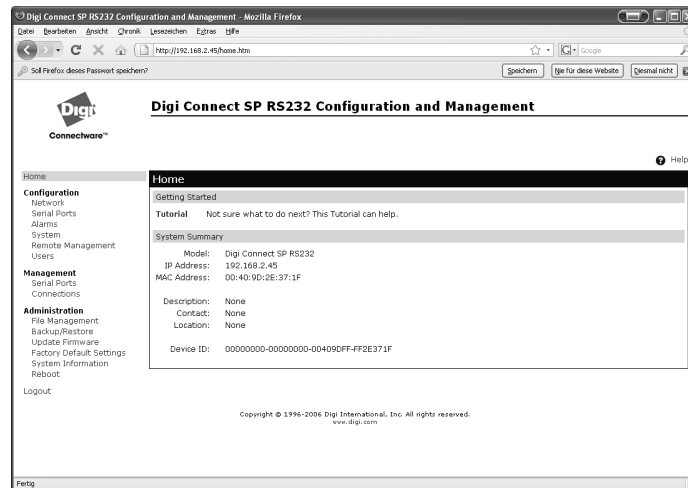 Digi Connect SP RS232 Configuration and Management - Mozilla Firefox
Datei Bearbeiten Ansicht Chronik Lesezeichen Extras Hilfe
http://192.168.2.45/home.htm
Google
Soll Firefox dieses Passwort speichern?
Speichern Nie für diese Website Diesmal nicht
Digi
Connectware™
Digi Connect SP RS232 Configuration and Management
Help
Home
Configuration
Network
Serial Ports
Alarms
System
Remote Management
Users
Management
Serial Ports
Connections
Administration
File Management
Backup/Restore
Update Firmware
Factory Default Settings
System Information
Reboot
Logout
Home
Getting Started
Tutorial Not sure what to do next? This Tutorial can help.
System Summary
Model: Digi Connect SP RS232
IP Address: 192.168.2.45
MAC Address: 00:40:9D:2E:37:1F
Description: None
Contact: None
Location: None
Device ID: 00000000-00000000-00409DFF-FF2E371F
Copyright © 1996-2006 Digi International, Inc. All rights reserved.
www.digi.com
Fertig